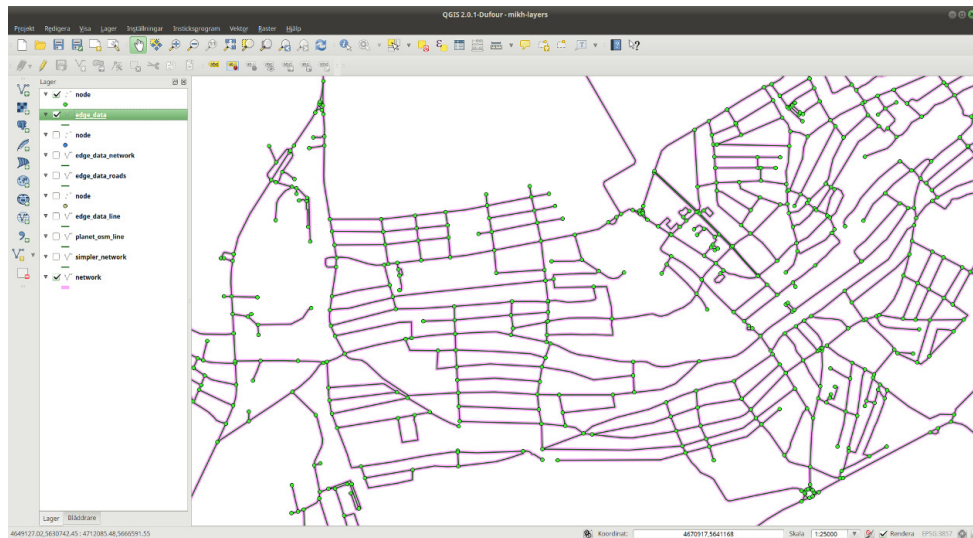 QGIS 2.0.1-Dufour - mikh-layers
Projekt Redigera Visa Lager Inställningar Insticksprogram Vektor Raster Hjälp
Lager
node
edge_data
node
edge_data_network
edge_data_roads
node
edge_data_line
planet_osm_line
simpler_network
network
Lager Bläddrare
4649127.02,5630742.45 : 4712085.48,5666591.55 Koordinat: 4670917,5641168 Skala 1:25000 Rendera EPSG:3857